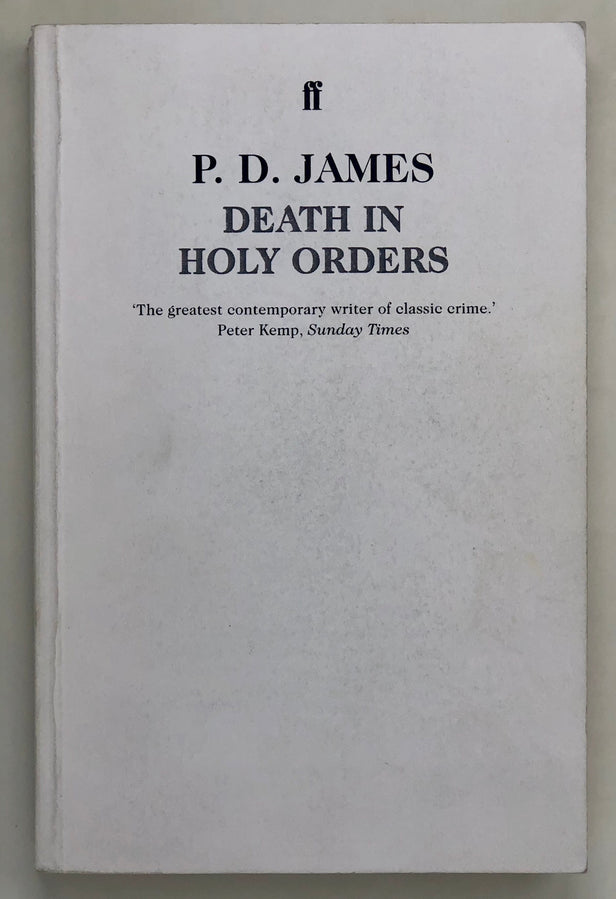 ff
P. D. JAMES
DEATH IN
HOLY ORDERS
‘The greatest contemporary writer of classic crime.’
Peter Kemp, Sunday Times